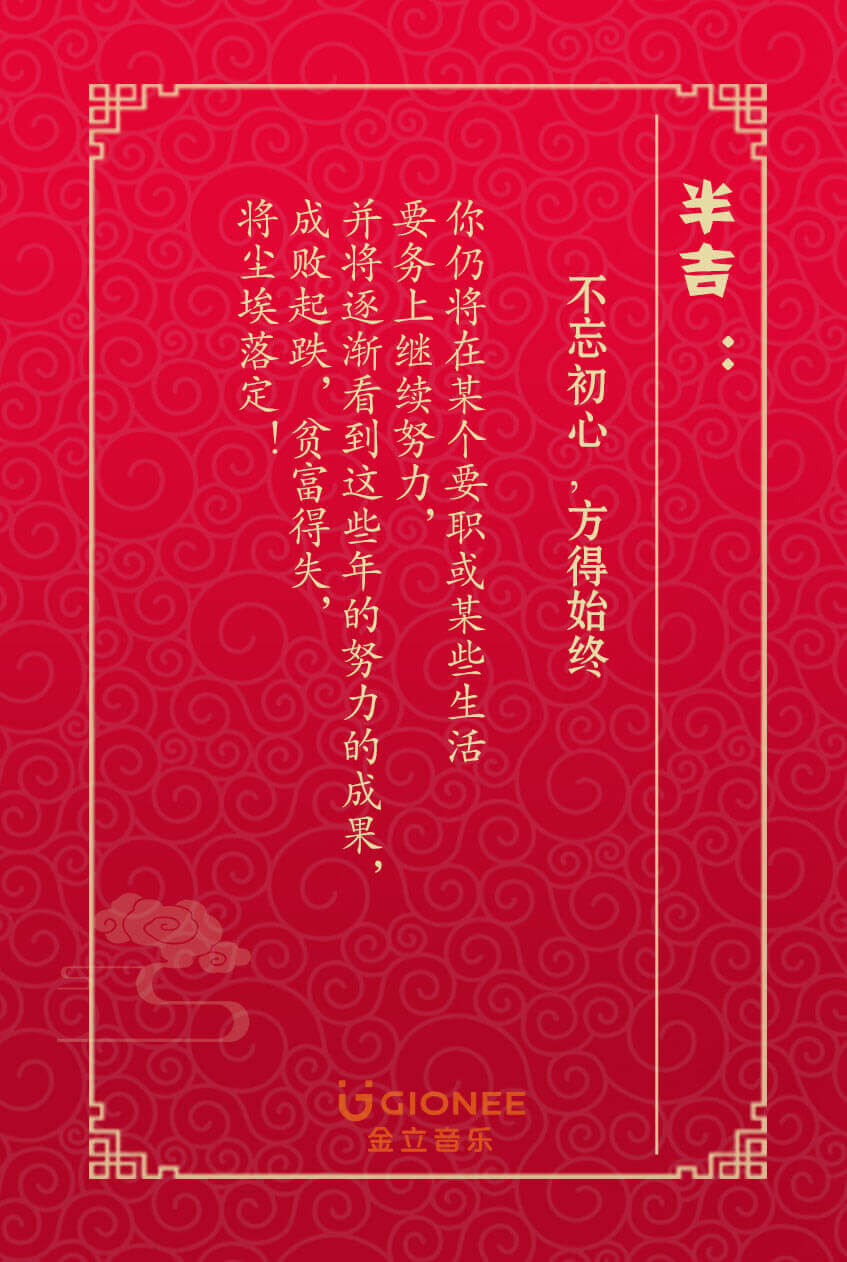 半吉：
不忘初心，方得始终
你仍将在某个要职或某些生活
要务上继续努力，
并将逐渐看到这些年的努力的成果，
成败起跌，贫富得失，
将尘埃落定！
GIONEE
金立音乐